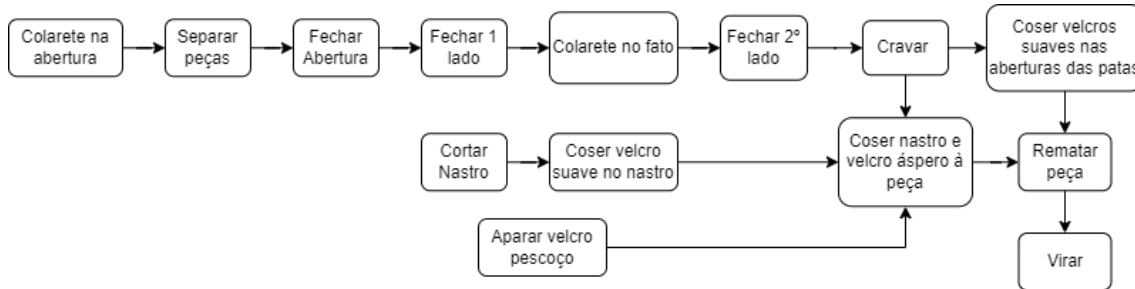 Colarete na
abertura
Separar
peças
Fechar
Abertura
Fechar 1
lado
Colarete no fato
Fechar 2º
lado
Cravar
Coser velcros
suaves nas
aberturas das patas
Cortar
Nastro
Coser velcro
suave no nastro
Coser nastro e
velcro áspero à
peça
Rematar
peça
Aparar velcro
pescoço
Virar